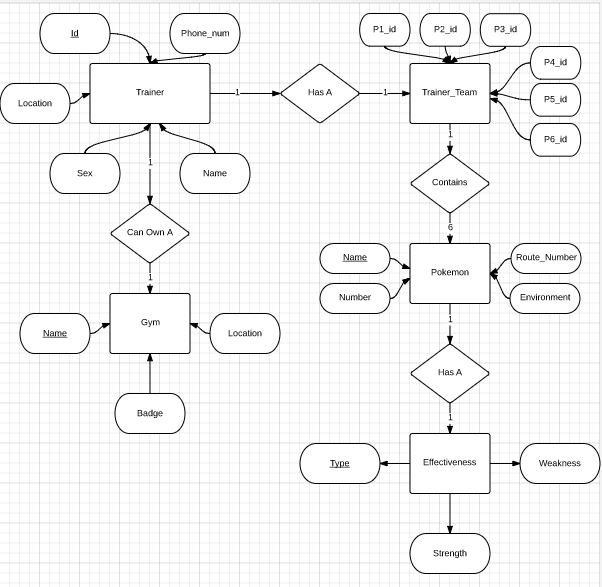 Id
Phone_num
P1_id
P2_id
P3_id
Location
Trainer
1
Has A
1
Trainer_Team
P4_id
P5_id
P6_id
Sex
Name
1
1
Contains
Can Own A
6
1
Name
Number
Pokemon
Route_Number
Environment
Name
Gym
Location
1
Has A
Badge
1
Type
Effectiveness
Weakness
Strength